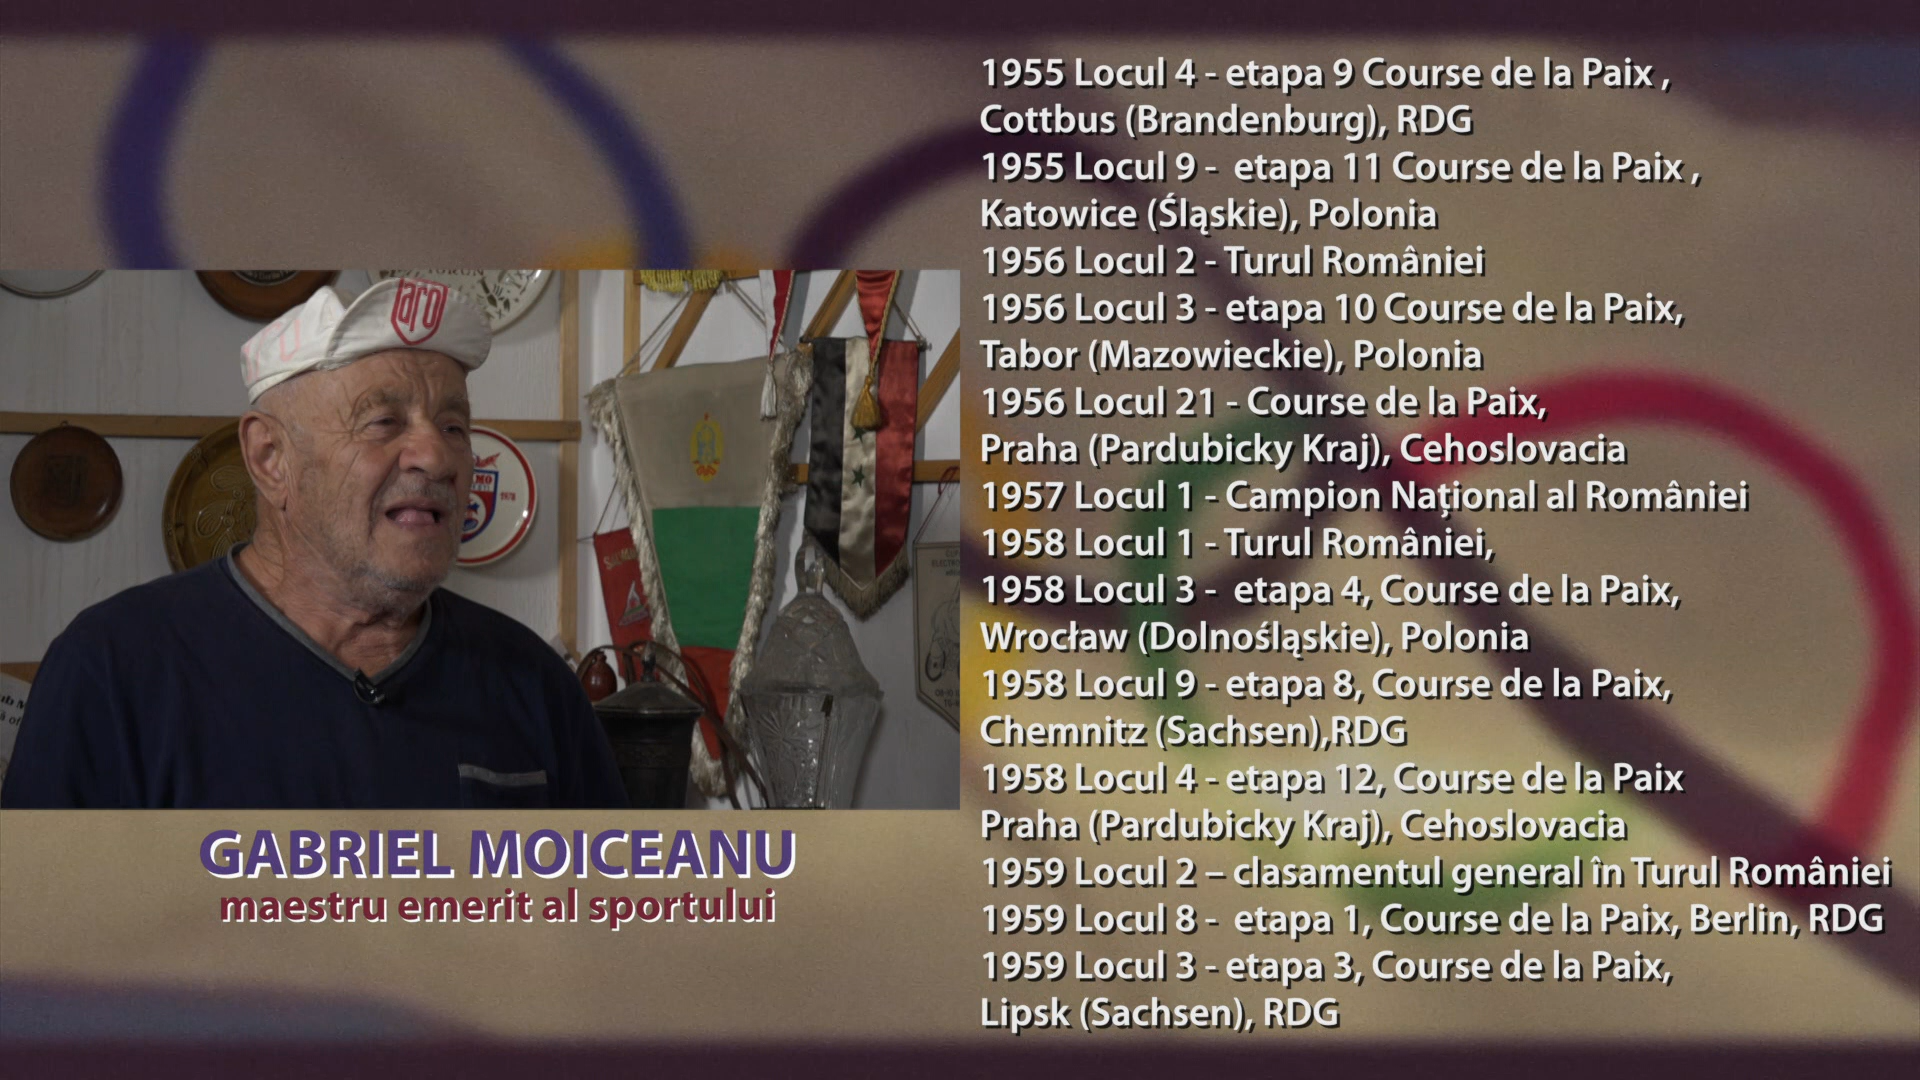 1955 Locul 4 - etapa 9 Course de la Paix ,
Cottbus (Brandenburg), RDG
1955 Locul 9 - etapa 11 Course de la Paix ,
Katowice (Śląskie), Polonia
1956 Locul 2 - Turul României
1956 Locul 3 - etapa 10 Course de la Paix,
Tabor (Mazowieckie), Polonia
1956 Locul 21 - Course de la Paix,
Praha (Pardubicky Kraj), Cehoslovacia
1957 Locul 1 - Campion Național al României
1958 Locul 1 - Turul României,
1958 Locul 3 - etapa 4, Course de la Paix,
Wrocław (Dolnośląskie), Polonia
1958 Locul 9 - etapa 8, Course de la Paix,
Chemnitz (Sachsen),RDG
1958 Locul 4 - etapa 12, Course de la Paix
Praha (Pardubicky Kraj), Cehoslovacia
1959 Locul 2 – clasamentul general în Turul României
1959 Locul 8 - etapa 1, Course de la Paix, Berlin, RDG
1959 Locul 3 - etapa 3, Course de la Paix,
Lipsk (Sachsen), RDG
aro
GABRIEL MOICEANU
maestru emerit al sportului